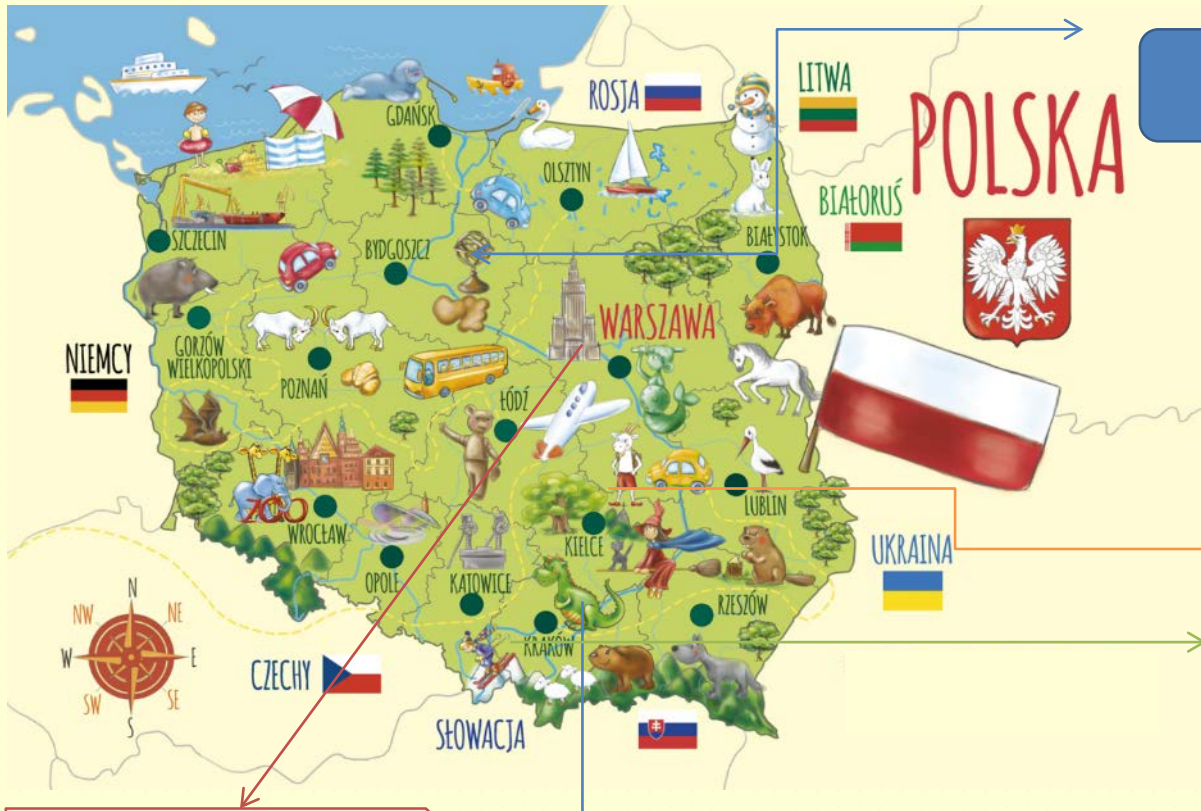 ROSJA
LITWA
POLSKA
GDAŃSK
OLSZTYN
BIAŁORUŚ
SZCZECIN
BYDGOSZCZ
BIAŁYSTOK
WARSZAWA
NIEMCY
GORZÓW
WIELKOPOLSKI
POZNAŃ
ŁÓDŹ
ZOO
WROCŁAW
LUBLIN
OPOLE
KATOWICE
KIELCE
UKRAINA
RZESZÓW
KRAKÓW
N
NW
NE
W
E
SW
SE
S
CZECHY
SŁOWACJA